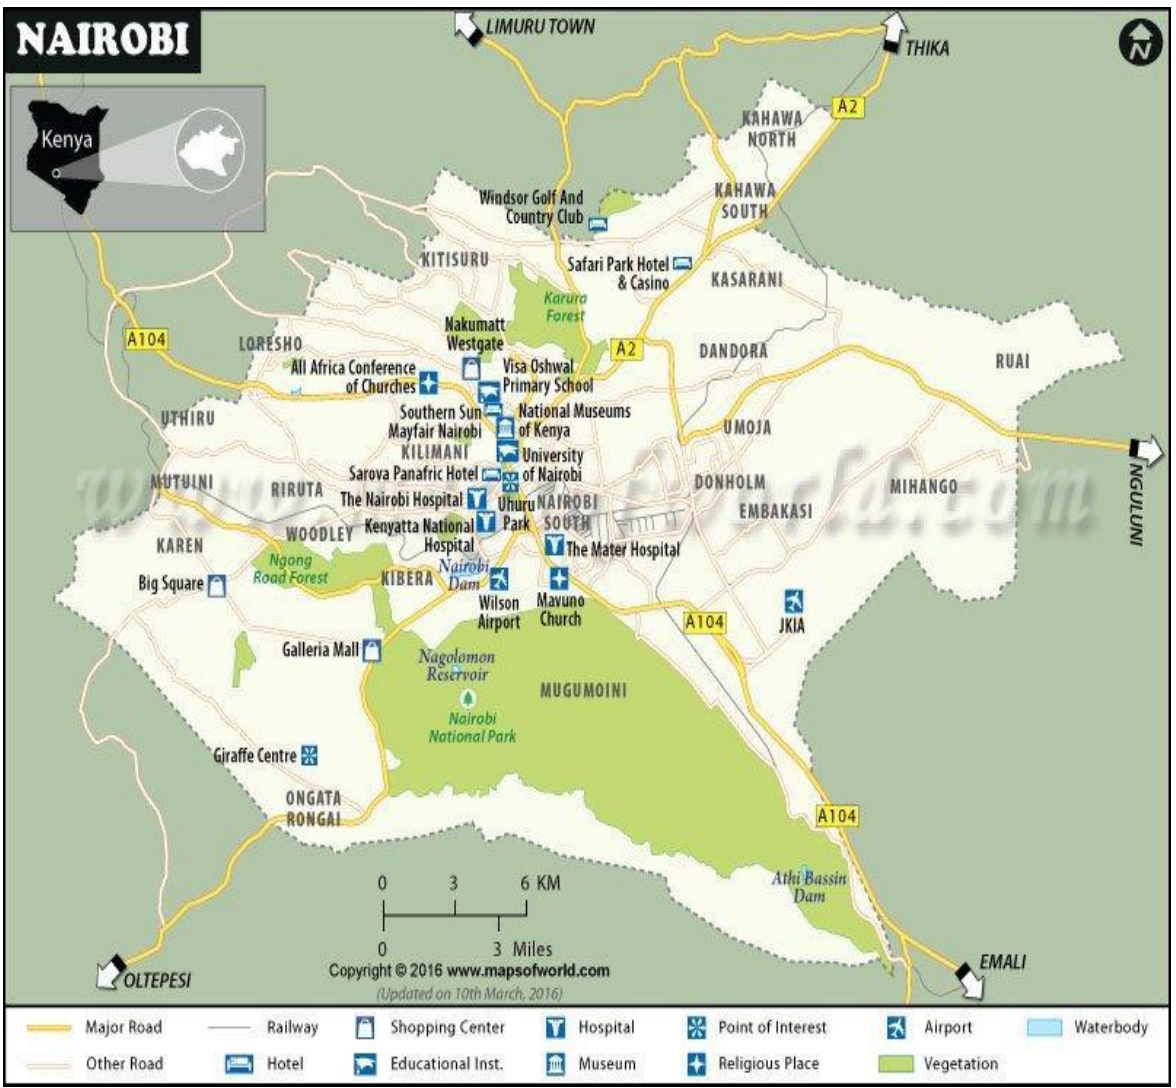 NAIROBI
LIMURU TOWN
THIKA
N
Kenya
A2
KAHAWA
NORTH
KAHAWA
SOUTH
Windsor Golf And
Country Club
KITISURU
Safari Park Hotel
& Casino
KASARANI
Karura
Forest
A104
LORESHO
Nakumatt
Westgate
A2
DANDORA
RUAI
All Africa Conference
of Churches
Visa Oshwal
Primary School
Southern Sun
Mayfair Nairobi
National Museums
of Kenya
UTHIRU
UMOJA
KILIMANI
University
of Nairobi
Sarova Panafric Hotel
MUTUINI
RIRUTA
DONHOLM
MIHANGO
NGULUNI
The Nairobi Hospital
Uhuru
Park
NAIROBI
SOUTH
EMBAKASI
WOODLEY
Kenyatta National
Hospital
KAREN
The Mater Hospital
Ngong
Road Forest
Nairobi
Dam
KIBERA
Big Square
Wilson
Airport
Mavuno
Church
A104
JKIA
Galleria Mall
Nagolomon
Reservoir
MUGUMOINI
Nairobi
National Park
Giraffe Centre
ONGATA
RONGAI
A104
Athi Bassin
Dam
0 3 6 KM
0 3 Miles
Copyright © 2016 www.mapsofworld.com
(Updated on 10th March, 2016)
OLTEPESI
EMALI
Major Road Railway Shopping Center Hospital Point of Interest Airport Waterbody
Other Road Hotel Educational Inst. Museum Religious Place Vegetation